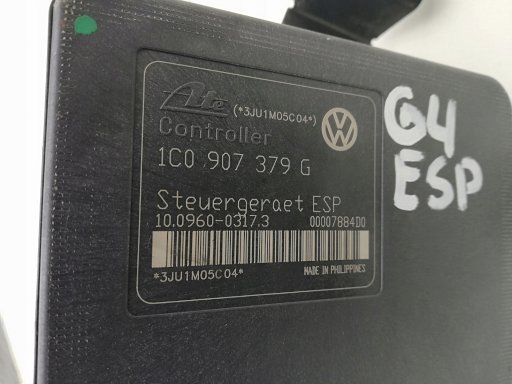 Ate (*3JU1M05C04*)
Controller
1C0 907 379 G
Steuergeraet ESP
10.0960-0317.3 00007884D0
*3JU1M05C04* MADE IN PHILIPPINES
G4
ESP